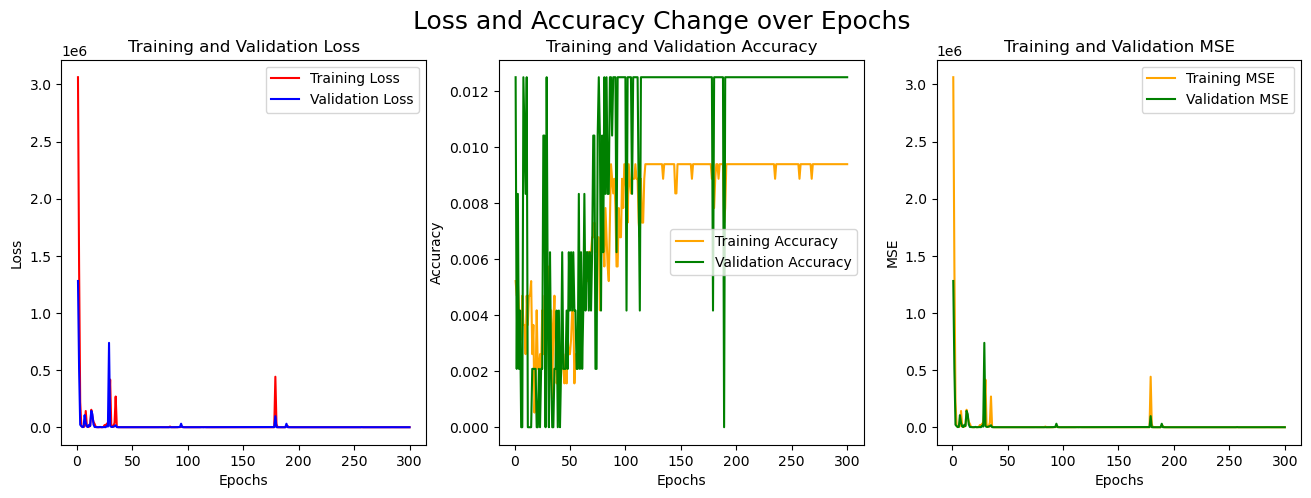 Loss and Accuracy Change over Epochs
Training and Validation Loss
1e6
3.0
2.5
2.0
1.5
1.0
0.5
0.0
0 50 100 150 200 250 300
Loss
Epochs
Training Loss
Validation Loss
Training and Validation Accuracy
0.012
0.010
0.008
0.006
0.004
0.002
0.000
0 50 100 150 200 250 300
Accuracy
Epochs
Training Accuracy
Validation Accuracy
Training and Validation MSE
1e6
3.0
2.5
2.0
1.5
1.0
0.5
0.0
0 50 100 150 200 250 300
MSE
Epochs
Training MSE
Validation MSE